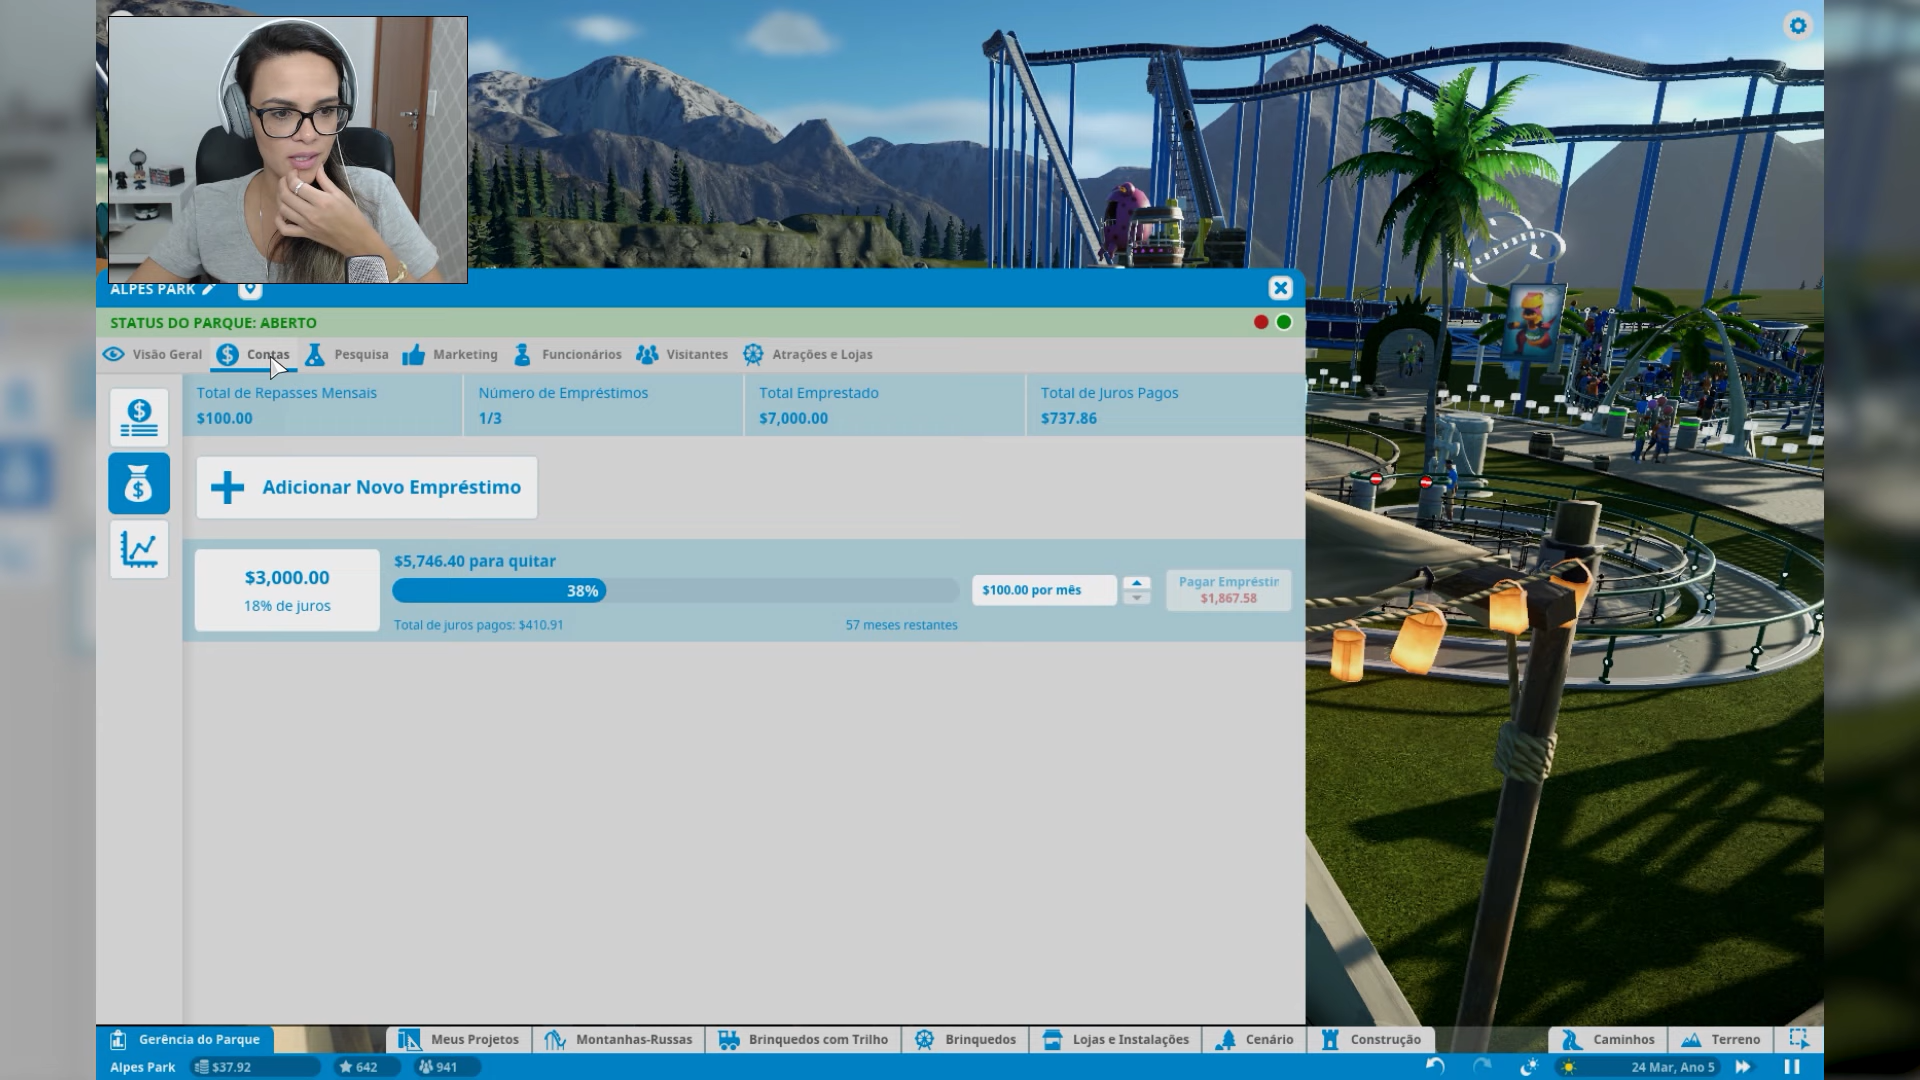 ALPES PARK
STATUS DO PARQUE: ABERTO
Visão Geral
Contas
Pesquisa
Marketing
Funcionários
Visitantes
Atrações e Lojas
Total de Repasses Mensais
$100.00
Número de Empréstimos
1/3
Total Emprestado
$7,000.00
Total de Juros Pagos
$737.86
Adicionar Novo Empréstimo
$3,000.00
18% de juros
$5,746.40 para quitar
38%
Total de juros pagos: $410.91
57 meses restantes
$100.00 por mês
Pagar Empréstir
$1,867.58
Gerência do Parque
Meus Projetos
Montanhas-Russas
Brinquedos com Trilho
Brinquedos
Lojas e Instalações
Cenário
Construção
Caminhos
Terreno
Alpes Park
$37.92
642
941
24 Mar, Ano 5